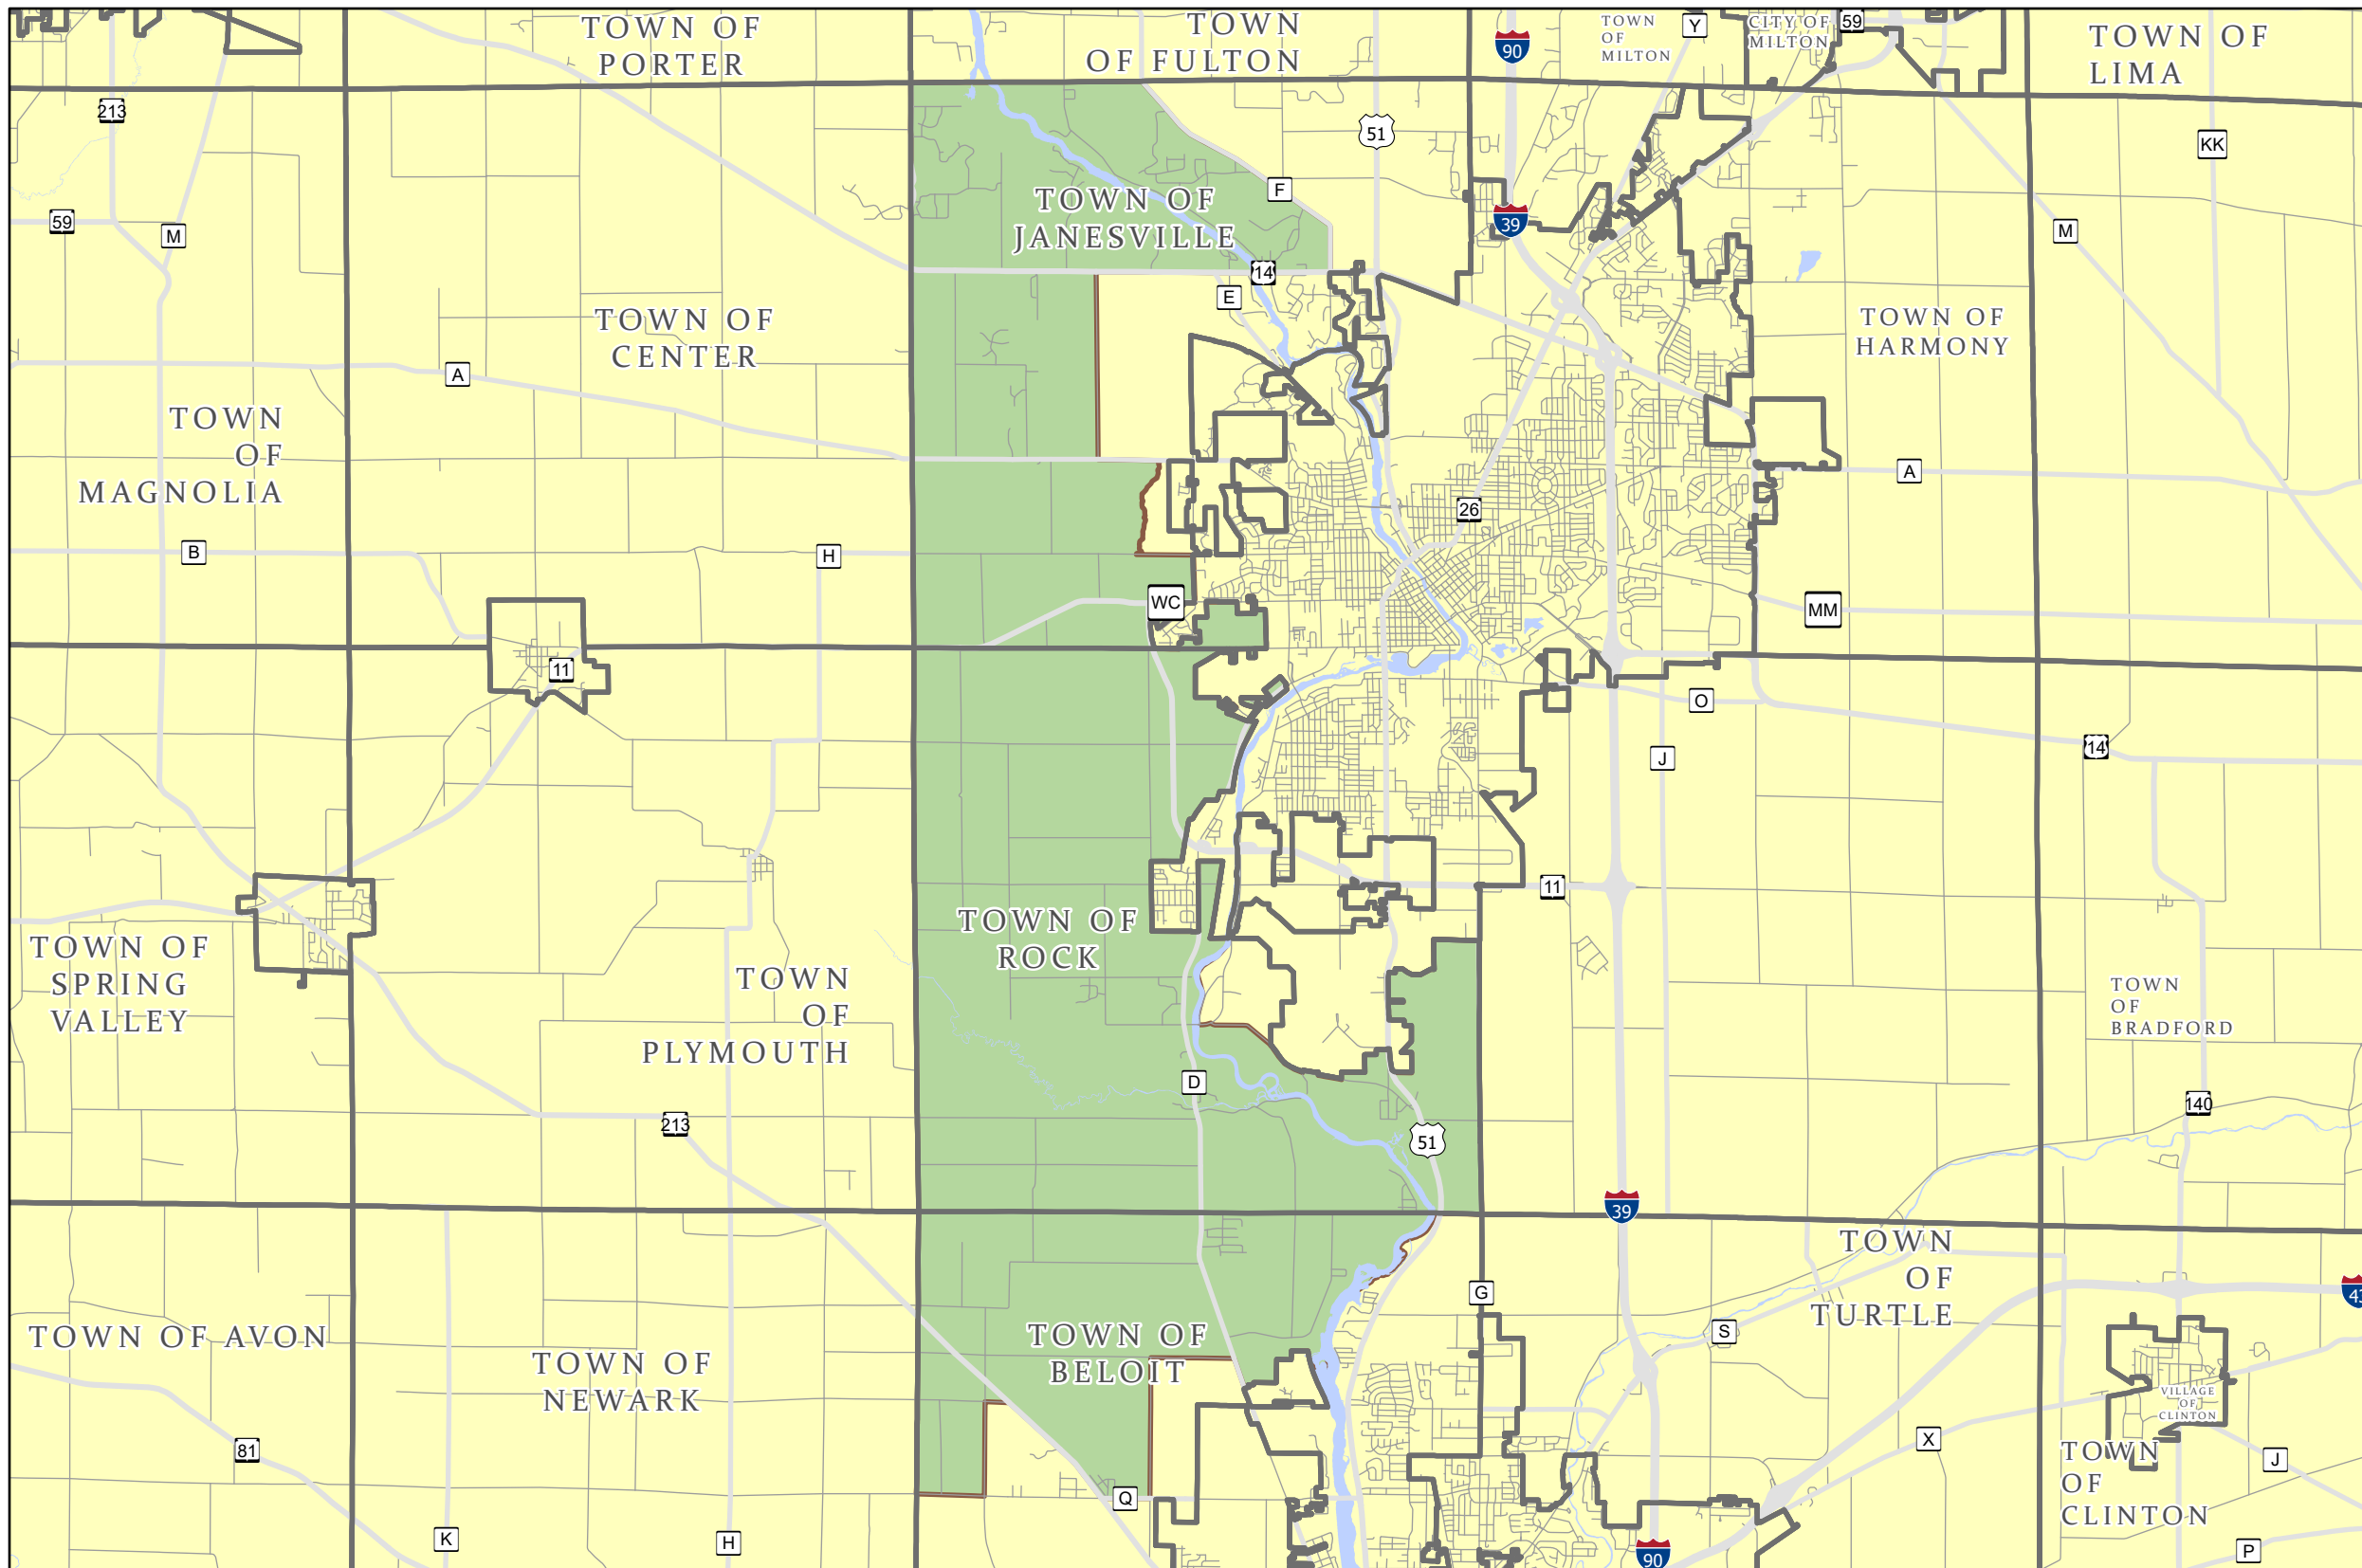 TOWN OF
PORTER
TOWN
OF FULTON
90
TOWN
OF
MILTON
Y
CITY OF
MILTON
59
TOWN OF
LIMA
213
51
KK
59
M
TOWN OF
JANESVILLE
F
39
M
14
E
TOWN OF
CENTER
TOWN OF
HARMONY
A
TOWN
OF
MAGNOLIA
A
26
B
H
WC
MM
11
O
14
J
11
TOWN OF
ROCK
TOWN OF
SPRING
VALLEY
TOWN
OF
PLYMOUTH
TOWN
OF
BRADFORD
D
140
213
51
39
TOWN
OF
TURTLE
G
43
S
TOWN OF AVON
TOWN OF
BELOIT
TOWN OF
NEWARK
VILLAGE
OF
CLINTON
81
X
TOWN
OF
CLINTON
J
Q
K
H
90
P